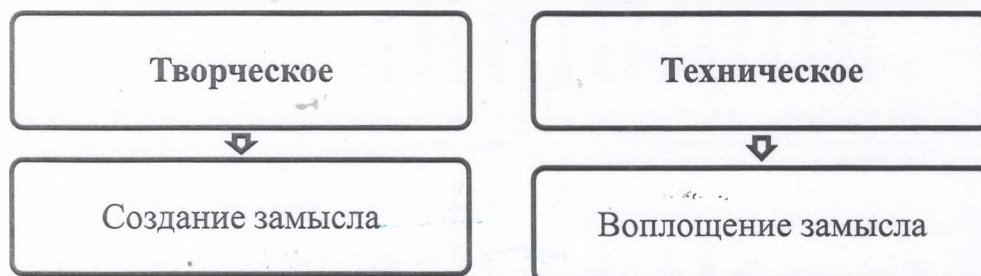 Творческое
Техническое
Создание замысла
Воплощение замысла